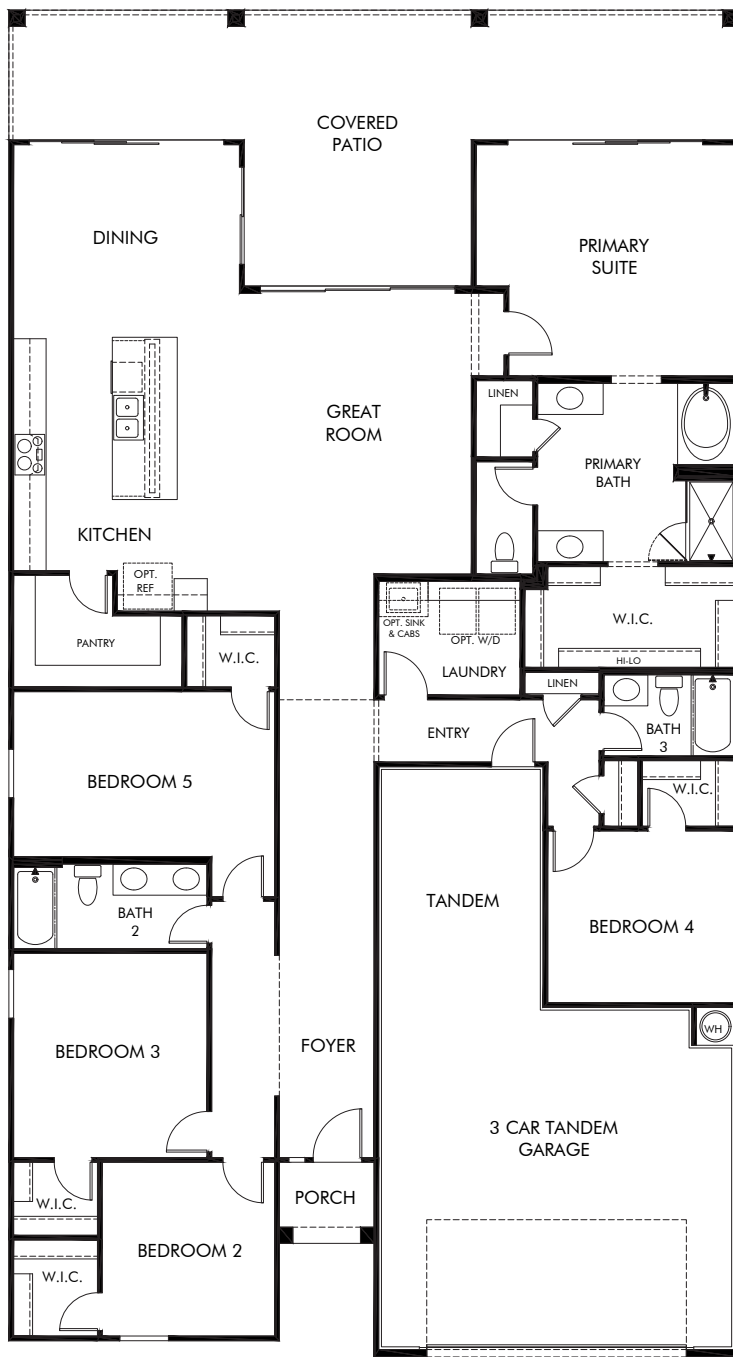 COVERED
PATIO
DINING
PRIMARY
SUITE
LINEN
GREAT
ROOM
PRIMARY
BATH
KITCHEN
OPT.
REF
OPT. SINK
& CABS
OPT. W/D
W.I.C.
PANTRY
W.I.C.
LAUNDRY
HI-LO
LINEN
ENTRY
BATH
3
BEDROOM 5
W.I.C.
TANDEM
BATH
2
BEDROOM 4
WH
BEDROOM 3
FOYER
3 CAR TANDEM
GARAGE
W.I.C.
PORCH
BEDROOM 2
W.I.C.